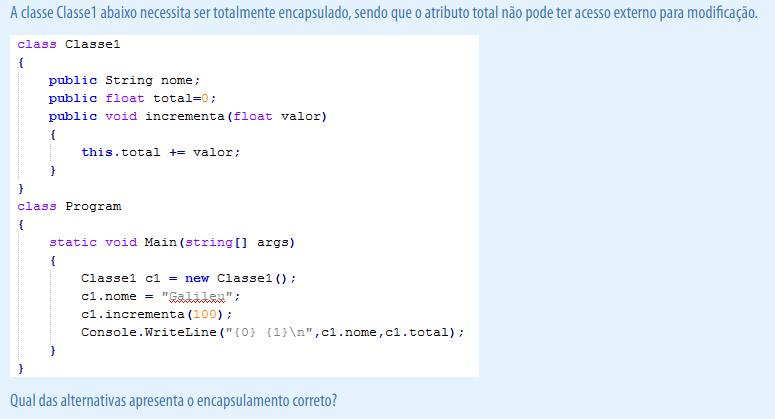 A classe Classe1 abaixo necessita ser totalmente encapsulado, sendo que o atributo total não pode ter acesso externo para modificação.
class Classe1
{
public String nome;
public float total=0;
public void incrementa(float valor)
{
this.total += valor;
}
}
class Program
{
static void Main(string[] args)
{
Classe1 c1 = new Classe1();
c1.nome = "Galileu";
c1.incrementa(100);
Console.WriteLine("{0} {1}\n",c1.nome,c1.total);
}
}
Qual das alternativas apresenta o encapsulamento correto?